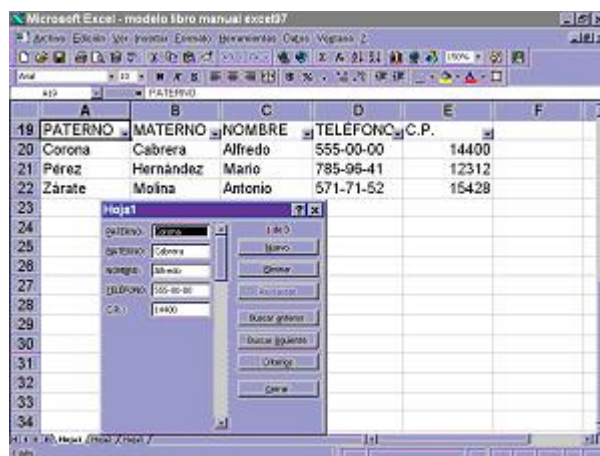 Microsoft Excel - modelo libro manual excel97
Archivo Edición Ver Insertar Formato Herramientas Datos Ventana ?
Arial 10
A19 PATERNO
A B C D E F
19 PATERNO MATERNO NOMBRE TELÉFONO C.P.
20 Corona Cabrera Alfredo 555-00-00 14400
21 Pérez Hernández Mario 785-96-41 12312
22 Zárate Molina Antonio 571-71-52 15428
23
24
25
26
27
28
29
30
31
32
33
34
Hoja1
1 de 3
PATERNO: Corona
Nuevo
MATERNO: Cabrera
NOMBRE: Alfredo
Eliminar
TELÉFONO: 555-00-00
C.P.: 14400
Buscar anterior
Buscar siguiente
Criterios
Cerrar
Hoja1